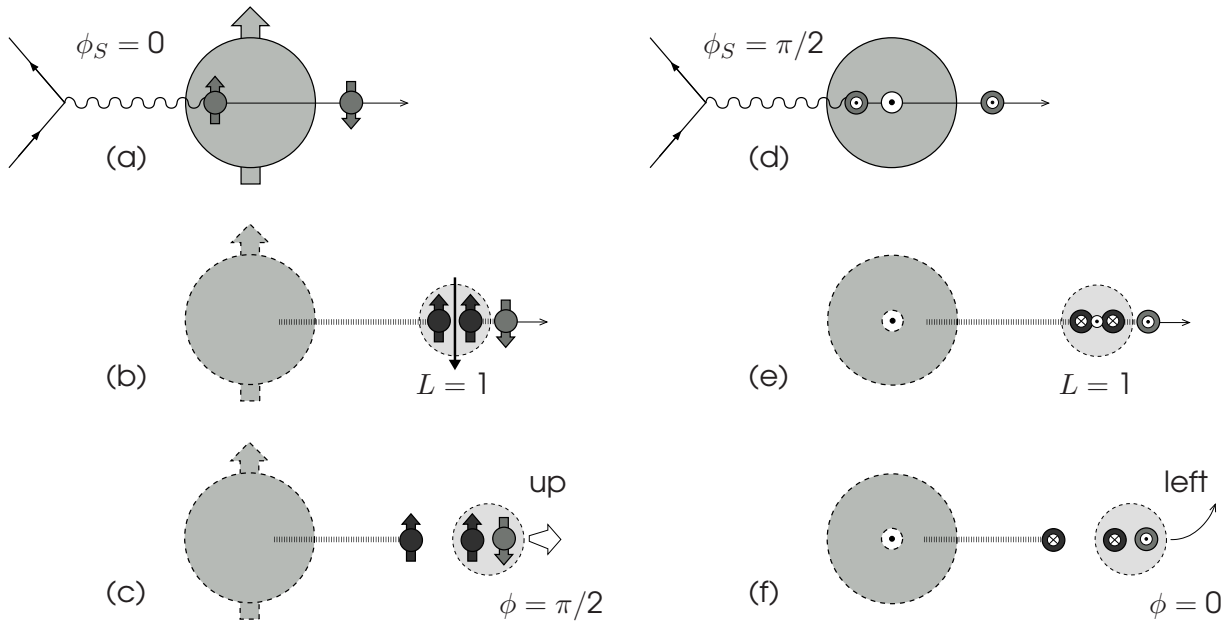 ϕ_S = 0
(a)
(b)
L = 1
up
(c)
ϕ = π/2
ϕ_S = π/2
(d)
(e)
L = 1
left
(f)
ϕ = 0